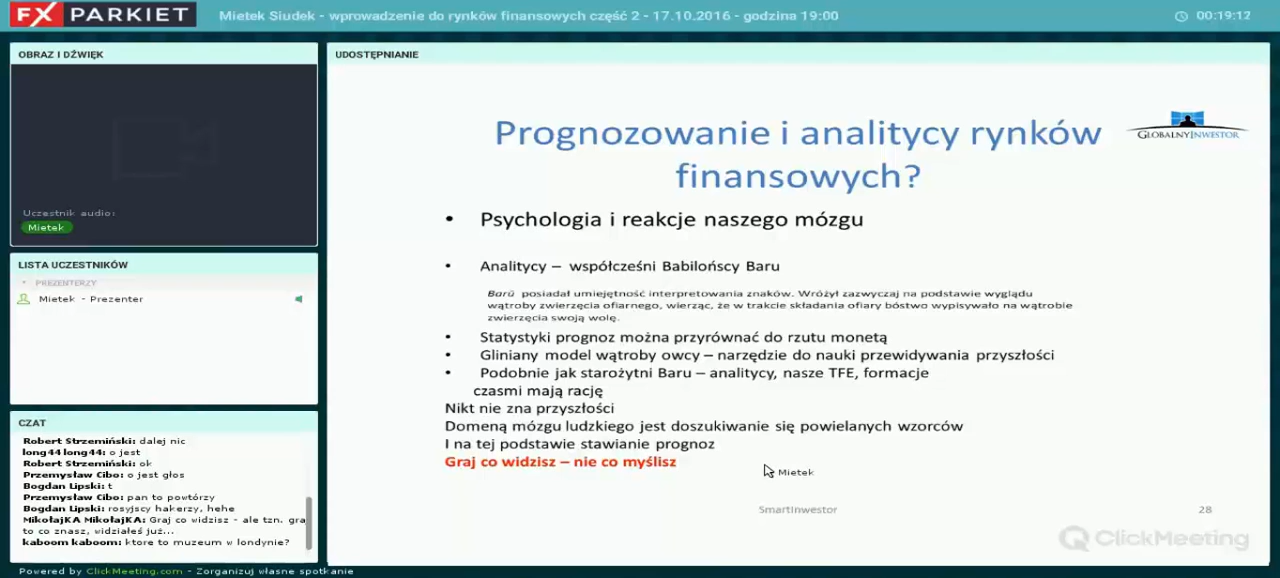 FX PARKIET
Mietek Siudek - wprowadzenie do rynków finansowych część 2 - 17.10.2016 - godzina 19:00
00:19:12
OBRAZ I DŹWIĘK
Uczestnik audio:
Mietek
LISTA UCZESTNIKÓW
PREZENTERZY
Mietek - Prezenter
CZAT
Robert Strzemiński: dalej nic
long44 long44: o jest
Robert Strzemiński: ok
Przemysław Cibo: o jest głos
Bogdan Lipski: t
Przemysław Cibo: pan to powtórzy
Bogdan Lipski: rosyjscy hakerzy, hehe
MikołajKA MikołajKA: Graj co widzisz - ale tzn. gra
to co znasz, widziałeś już...
kaboom kaboom: ktore to muzeum w londynie?
UDOSTĘPNIANIE
Prognozowanie i analitycy rynków
finansowych?
GLOBALNYINWESTOR
• Psychologia i reakcje naszego mózgu
• Analitycy – współcześni Babilońscy Baru
Barû posiadał umiejętność interpretowania znaków. Wróżył zazwyczaj na podstawie wyglądu
wątroby zwierzęcia ofiarnego, wierząc, że w trakcie składania ofiary bóstwo wypisywało na wątrobie
zwierzęcia swoją wolę.
• Statystyki prognoz można przyrównać do rzutu monetą
• Gliniany model wątroby owcy – narzędzie do nauki przewidywania przyszłości
• Podobnie jak starożytni Baru – analitycy, nasze TFE, formacje
czasmi mają rację
Nikt nie zna przyszłości
Domeną mózgu ludzkiego jest doszukiwanie się powielanych wzorców
I na tej podstawie stawianie prognoz
Graj co widzisz – nie co myślisz
Mietek
SmartInwestor
28
ClickMeeting
Powered by ClickMeeting.com - Zorganizuj własne spotkanie